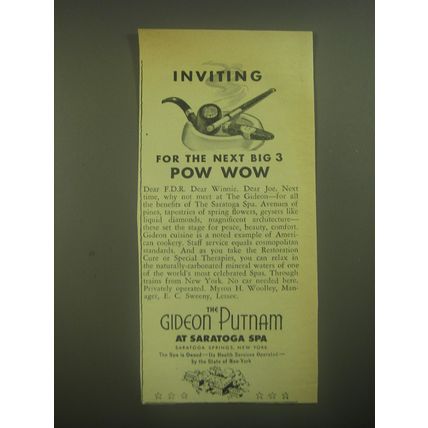 INVITING
FOR THE NEXT BIG 3
POW WOW
Dear F.D.R. Dear Winnie. Dear Joe. Next
time, why not meet at The Gideon—for all
the benefits of The Saratoga Spa. Avenues of
pines, tapestries of spring flowers, geysers like
liquid diamonds, magnificent architecture—
these set the stage for peace, beauty, comfort.
Gideon cuisine is a noted example of Ameri-
can cookery. Staff service equals cosmopolitan
standards. And as you take the Restoration
Cure or Special Therapies, you can relax in
the naturally-carbonated mineral waters of one
of the world's most celebrated Spas. Through
trains from New York. No car needed here.
Privately operated. Myron H. Woolley, Man-
ager, E. C. Sweeny, Lessee.
THE
GIDEON PUTNAM
AT SARATOGA SPA
SARATOGA SPRINGS, NEW YORK
The Spa is Owned—Its Health Services Operated—
by the State of New York